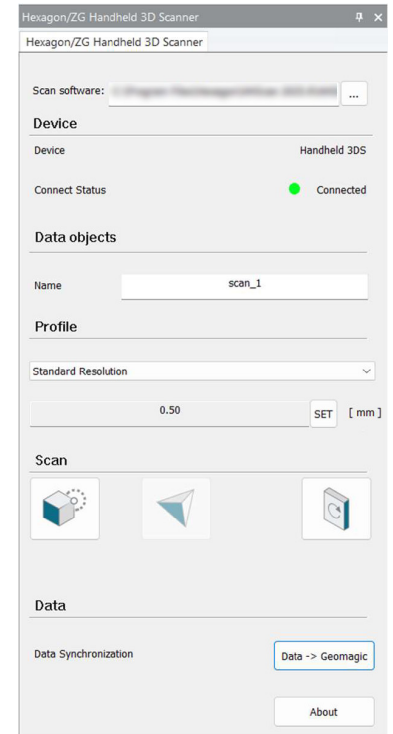 Hexagon/ZG Handheld 3D Scanner
Hexagon/ZG Handheld 3D Scanner
Scan software: ...
Device
Device Handheld 3DS
Connect Status Connected
Data objects
Name scan_1
Profile
Standard Resolution
0.50 SET [ mm ]
Scan
Data
Data Synchronization Data -> Geomagic
About